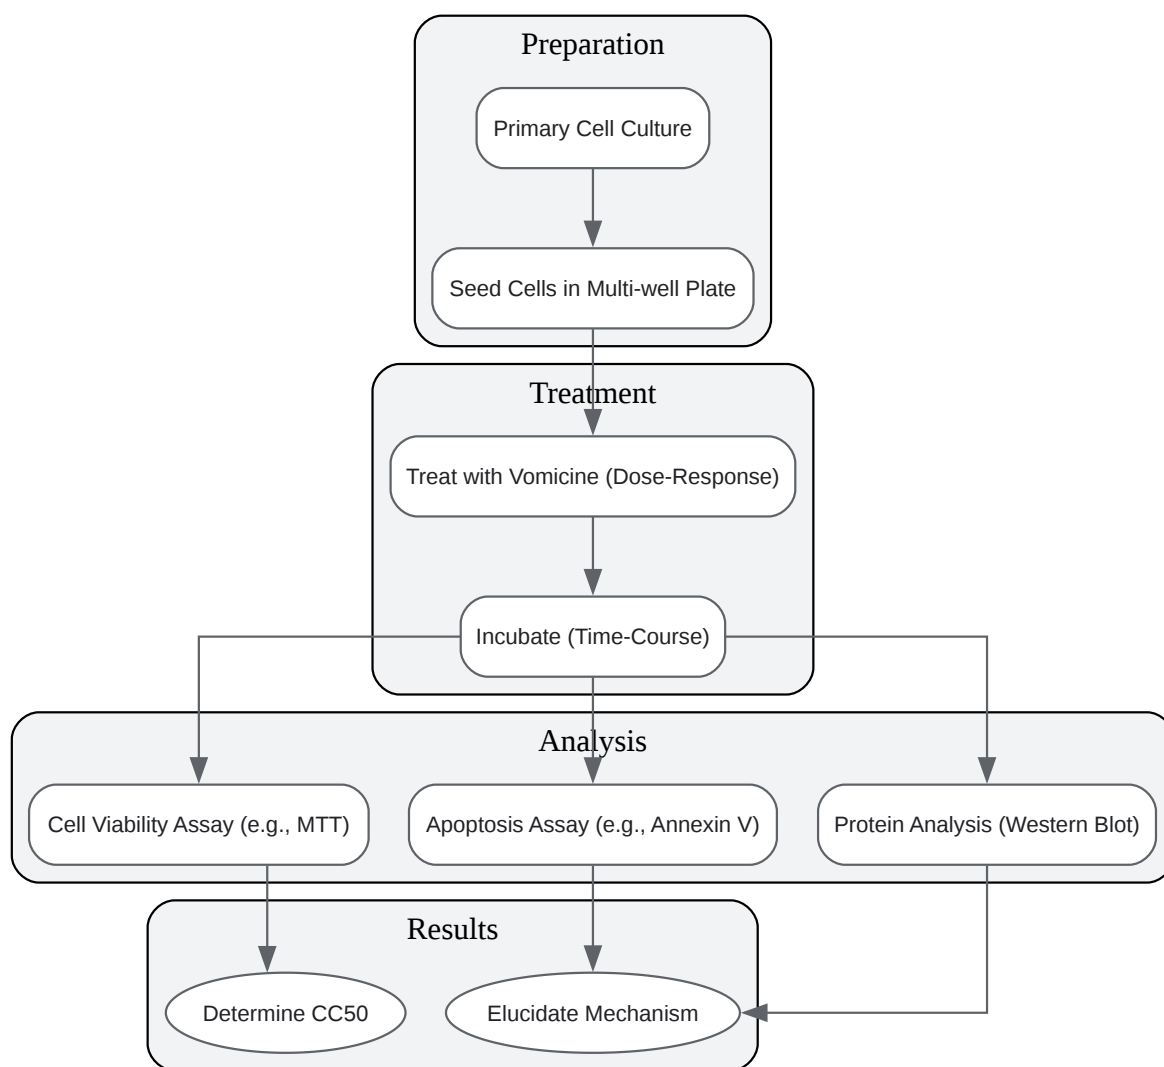 Preparation
Primary Cell Culture
Seed Cells in Multi-well Plate
Treatment
Treat with Vomicine (Dose-Response)
Incubate (Time-Course)
Analysis
Cell Viability Assay (e.g., MTT)
Apoptosis Assay (e.g., Annexin V)
Protein Analysis (Western Blot)
Results
Determine CC50
Elucidate Mechanism